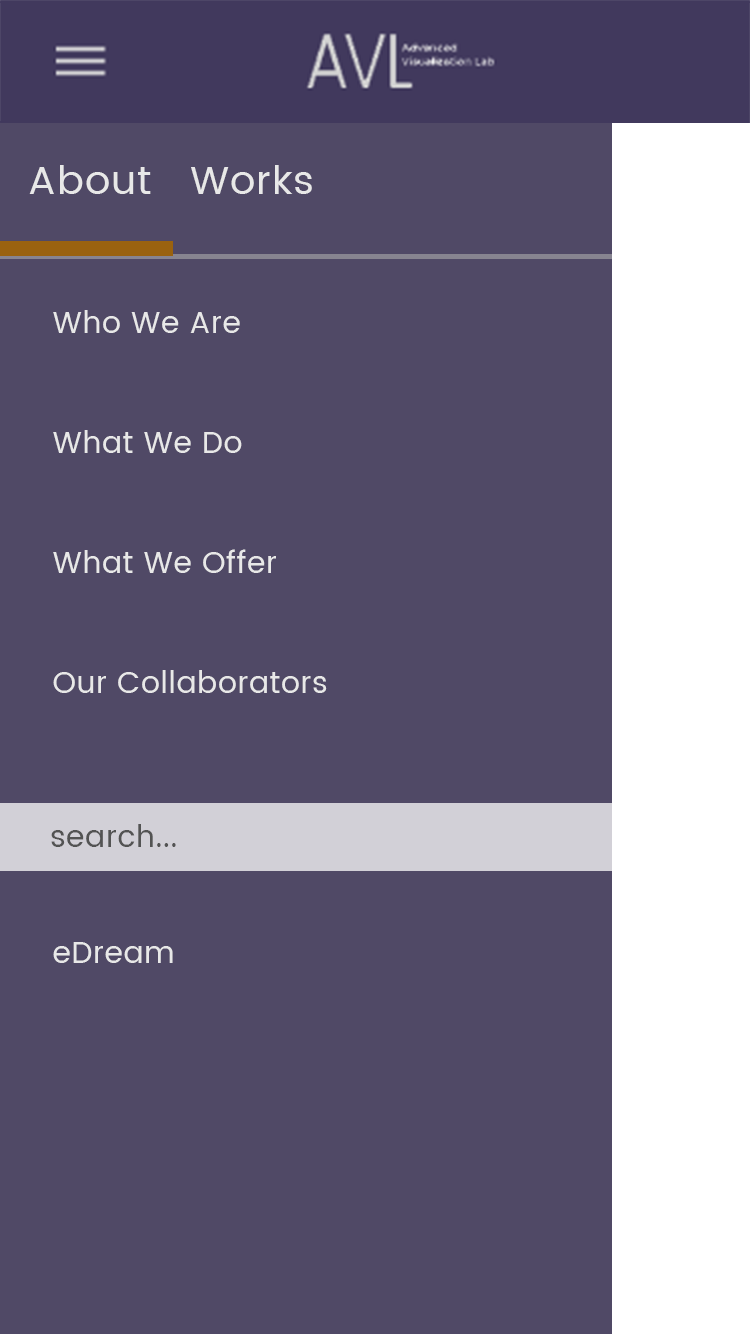 AVL
Advanced
Visualization Lab
About Works
Who We Are
What We Do
What We Offer
Our Collaborators
search...
eDream